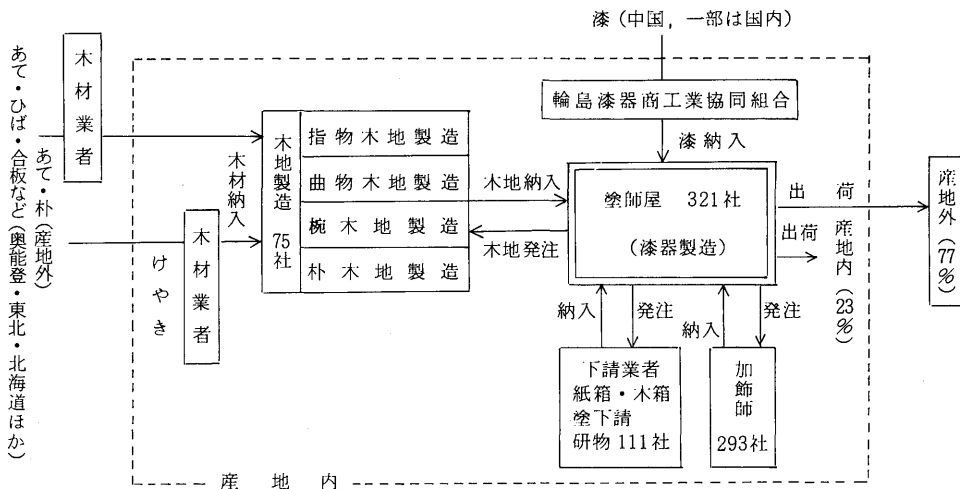 漆(中国,一部は国内)
輪島漆器商工業協同組合
漆納入
あて・ひば・合板など(奥能登・東北・北海道ほか)
あて・朴(産地外)
木材業者
けやき
木材業者
木材納入
木地製造 75社
指物木地製造
曲物木地製造
椀木地製造
朴木地製造
木地納入
木地発注
塗師屋 321社
(漆器製造)
出荷
産地外(77%)
出荷
産地内(23%)
納入
発注
納入
発注
下請業者
紙箱・木箱
塗下請
研物111社
加飾師
293社
産地内